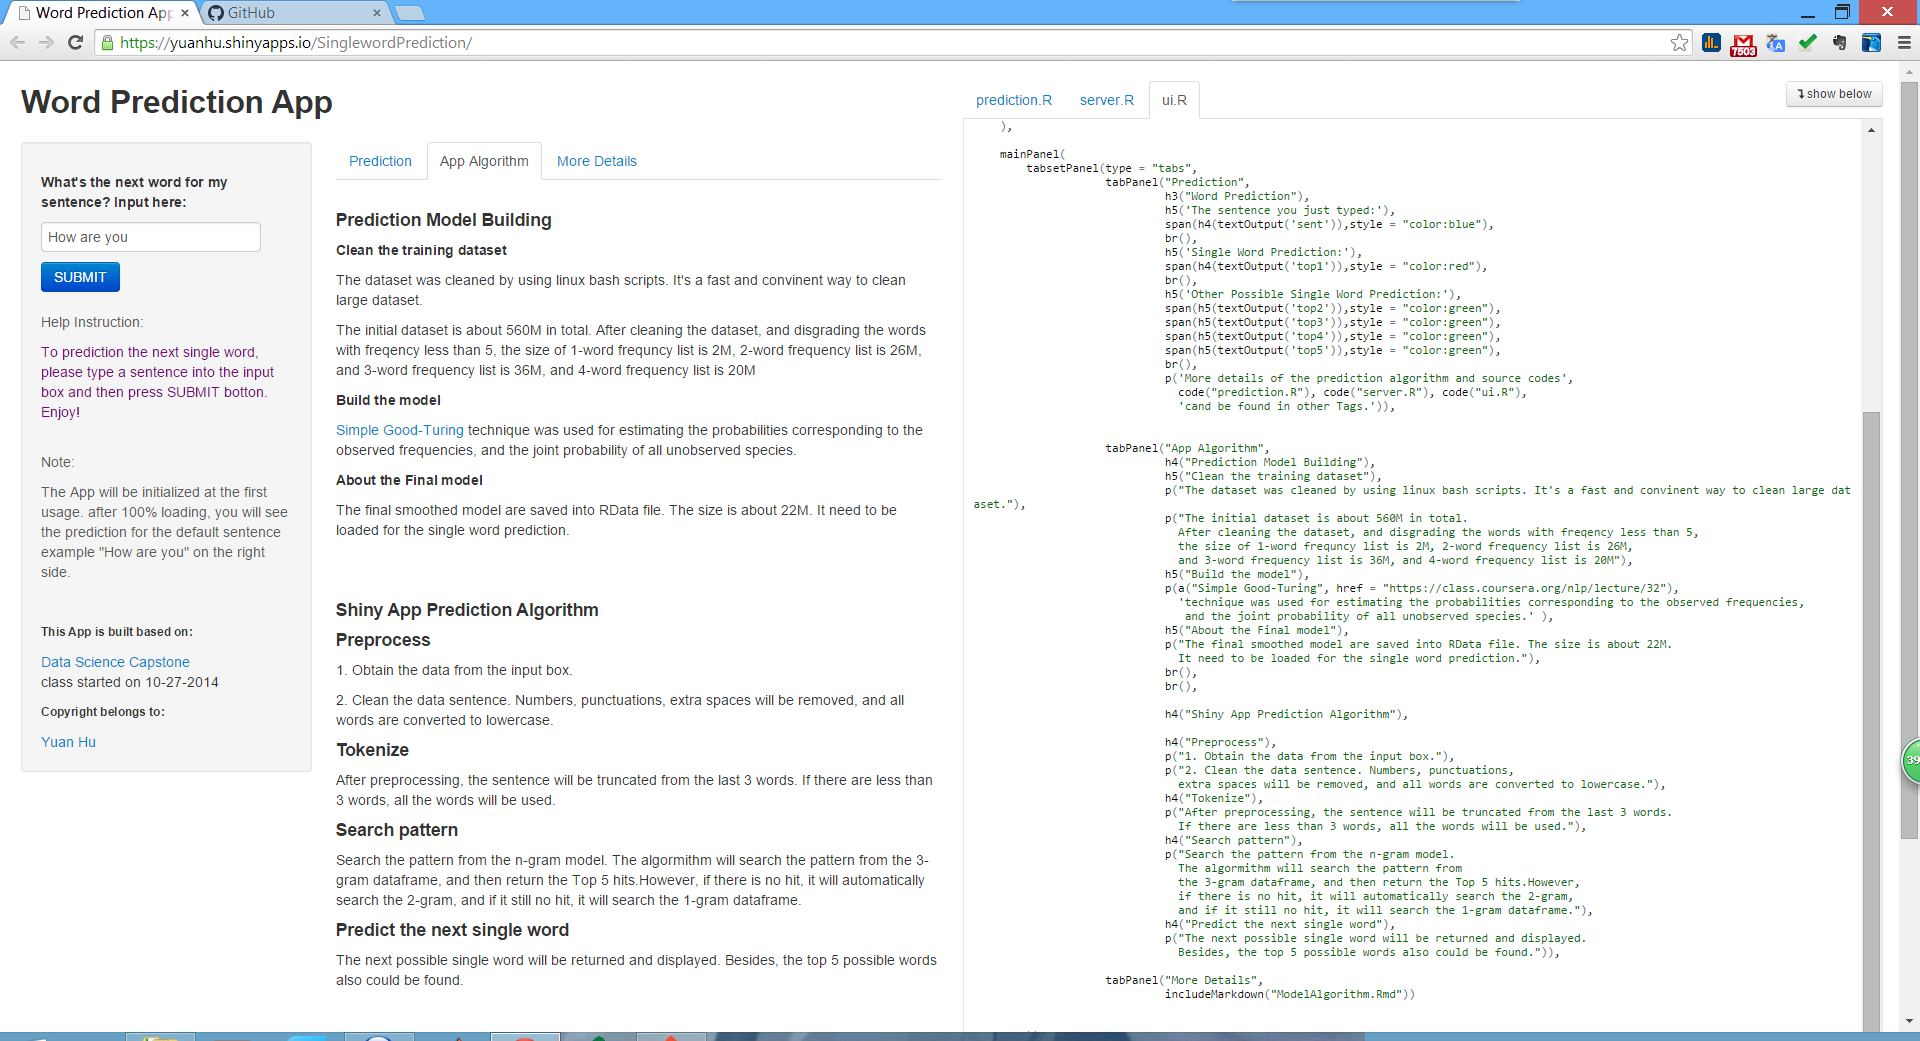 Word Prediction Ap
GitHub
https://yuanhu.shinyapps.io/SinglewordPrediction/
7503
Word Prediction App
What's the next word for my
sentence? Input here:
How are you
SUBMIT
Help Instruction:
To prediction the next single word,
please type a sentence into the input
box and then press SUBMIT botton.
Enjoy!
Note:
The App will be initialized at the first
usage. after 100% loading, you will see
the prediction for the default sentence
example "How are you" on the right
side.
This App is built based on:
Data Science Capstone
class started on 10-27-2014
Copyright belongs to:
Yuan Hu
Prediction
App Algorithm
More Details
Prediction Model Building
Clean the training dataset
The dataset was cleaned by using linux bash scripts. It's a fast and convinent way to clean
large dataset.
The initial dataset is about 560M in total. After cleaning the dataset, and disgrading the words
with freqency less than 5, the size of 1-word frequncy list is 2M, 2-word frequency list is 26M,
and 3-word frequency list is 36M, and 4-word frequency list is 20M
Build the model
Simple Good-Turing technique was used for estimating the probabilities corresponding to the
observed frequencies, and the joint probability of all unobserved species.
About the Final model
The final smoothed model are saved into RData file. The size is about 22M. It need to be
loaded for the single word prediction.
Shiny App Prediction Algorithm
Preprocess
1. Obtain the data from the input box.
2. Clean the data sentence. Numbers, punctuations, extra spaces will be removed, and all
words are converted to lowercase.
Tokenize
After preprocessing, the sentence will be truncated from the last 3 words. If there are less than
3 words, all the words will be used.
Search pattern
Search the pattern from the n-gram model. The algormithm will search the pattern from the 3-
gram dataframe, and then return the Top 5 hits.However, if there is no hit, it will automatically
search the 2-gram, and if it still no hit, it will search the 1-gram dataframe.
Predict the next single word
The next possible single word will be returned and displayed. Besides, the top 5 possible words
also could be found.
prediction.R
server.R
ui.R
show below
),
mainPanel(
tabsetPanel(type = "tabs",
tabPanel("Prediction",
h3("Word Prediction"),
h5('The sentence you just typed:'),
span(h4(textOutput('sent')),style = "color:blue"),
br(),
h5('Single Word Prediction:'),
span(h4(textOutput('top1')),style = "color:red"),
br(),
h5('Other Possible Single Word Prediction:'),
span(h5(textOutput('top2')),style = "color:green"),
span(h5(textOutput('top3')),style = "color:green"),
span(h5(textOutput('top4')),style = "color:green"),
span(h5(textOutput('top5')),style = "color:green"),
br(),
p('More details of the prediction algorithm and source codes',
code("prediction.R"), code("server.R"), code("ui.R"),
'cand be found in other Tags.')),
tabPanel("App Algorithm",
h4("Prediction Model Building"),
h5("Clean the training dataset"),
p("The dataset was cleaned by using linux bash scripts. It's a fast and convinent way to clean large dat
aset."),
p("The initial dataset is about 560M in total.
After cleaning the dataset, and disgrading the words with freqency less than 5,
the size of 1-word frequncy list is 2M, 2-word frequency list is 26M,
and 3-word frequency list is 36M, and 4-word frequency list is 20M"),
h5("Build the model"),
p(a("Simple Good-Turing", href = "https://class.coursera.org/nlp/lecture/32"),
'technique was used for estimating the probabilities corresponding to the observed frequencies,
and the joint probability of all unobserved species.' ),
h5("About the Final model"),
p("The final smoothed model are saved into RData file. The size is about 22M.
It need to be loaded for the single word prediction."),
br(),
br(),
h4("Shiny App Prediction Algorithm"),
h4("Preprocess"),
p("1. Obtain the data from the input box."),
p("2. Clean the data sentence. Numbers, punctuations,
extra spaces will be removed, and all words are converted to lowercase."),
h4("Tokenize"),
p("After preprocessing, the sentence will be truncated from the last 3 words.
If there are less than 3 words, all the words will be used."),
h4("Search pattern"),
p("Search the pattern from the n-gram model.
The algormithm will search the pattern from
the 3-gram dataframe, and then return the Top 5 hits.However,
if there is no hit, it will automatically search the 2-gram,
and if it still no hit, it will search the 1-gram dataframe."),
h4("Predict the next single word"),
p("The next possible single word will be returned and displayed.
Besides, the top 5 possible words also could be found.")),
tabPanel("More Details",
includeMarkdown("ModelAlgorithm.Rmd"))
39